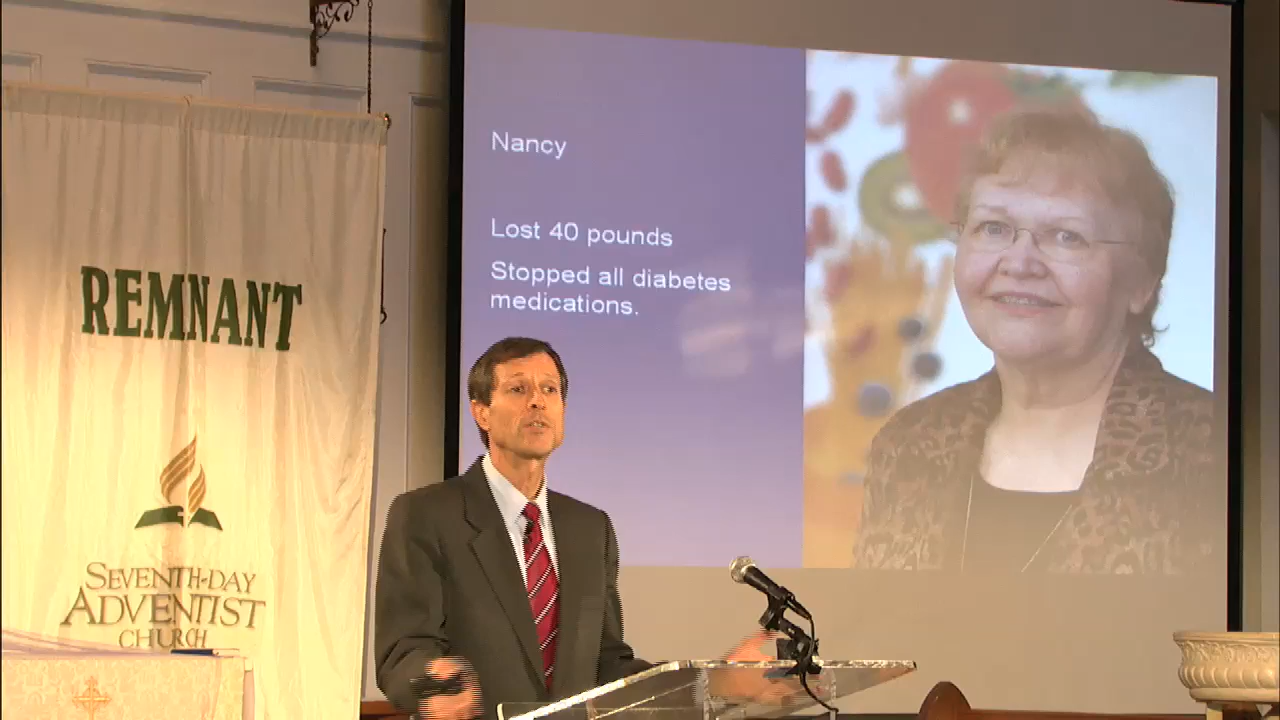 REMNANT
SEVENTH-DAY
ADVENTIST
CHURCH
Nancy
Lost 40 pounds
Stopped all diabetes
medications.